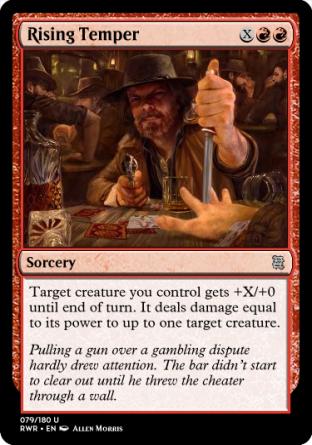 Rising Temper X R R
Sorcery
Target creature you control gets +X/+0
until end of turn. It deals damage equal
to its power to up to one target creature.
Pulling a gun over a gambling dispute
hardly drew attention. The bar didn't start
to clear out until he threw the cheater
through a wall.
079/180 U
RWR • EN Allen Morris